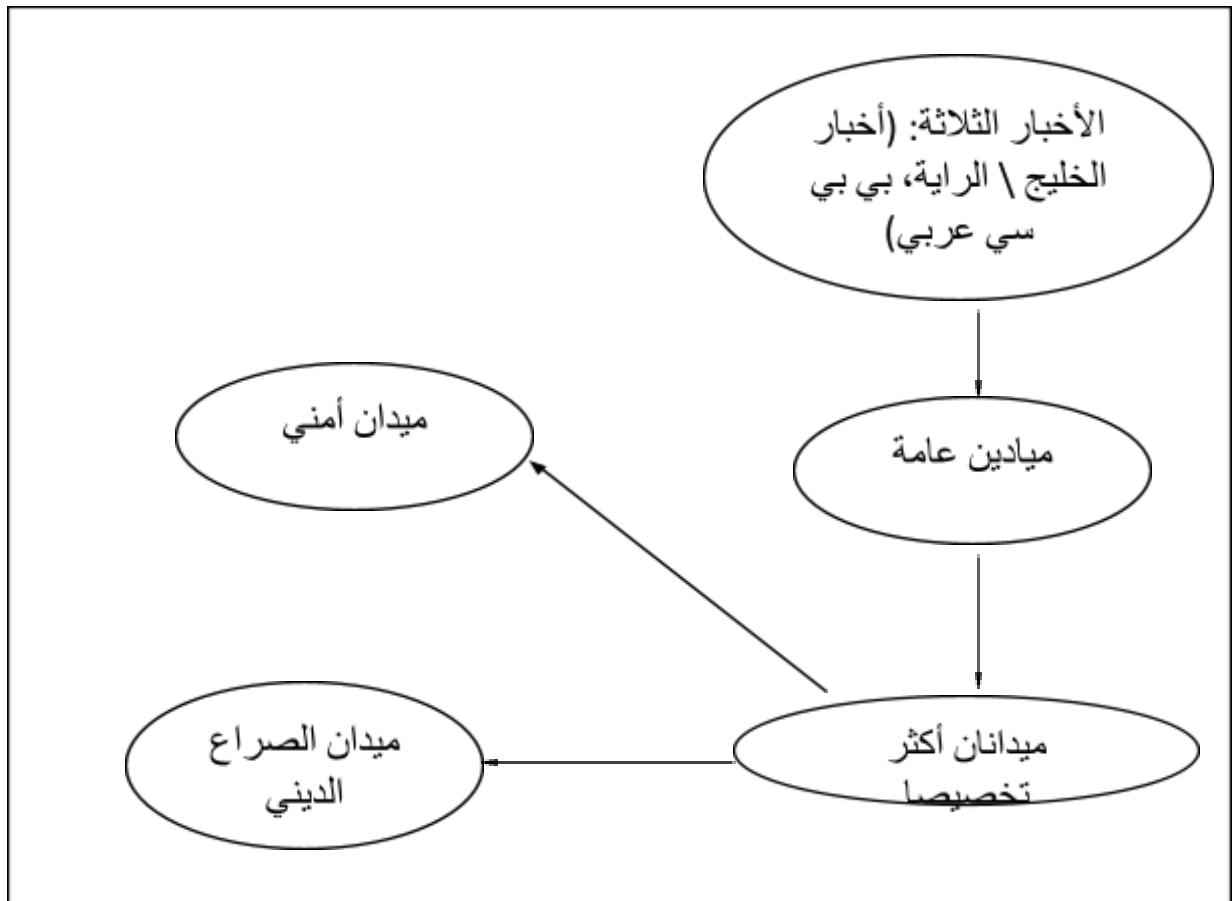 الأخبار الثلاثة: (أخبار
الخليج \ الراية، بي بي
سي عربي)
ميادين عامة
ميدان أمني
ميدانان أكثر
تخصيصا
ميدان الصراع
الديني